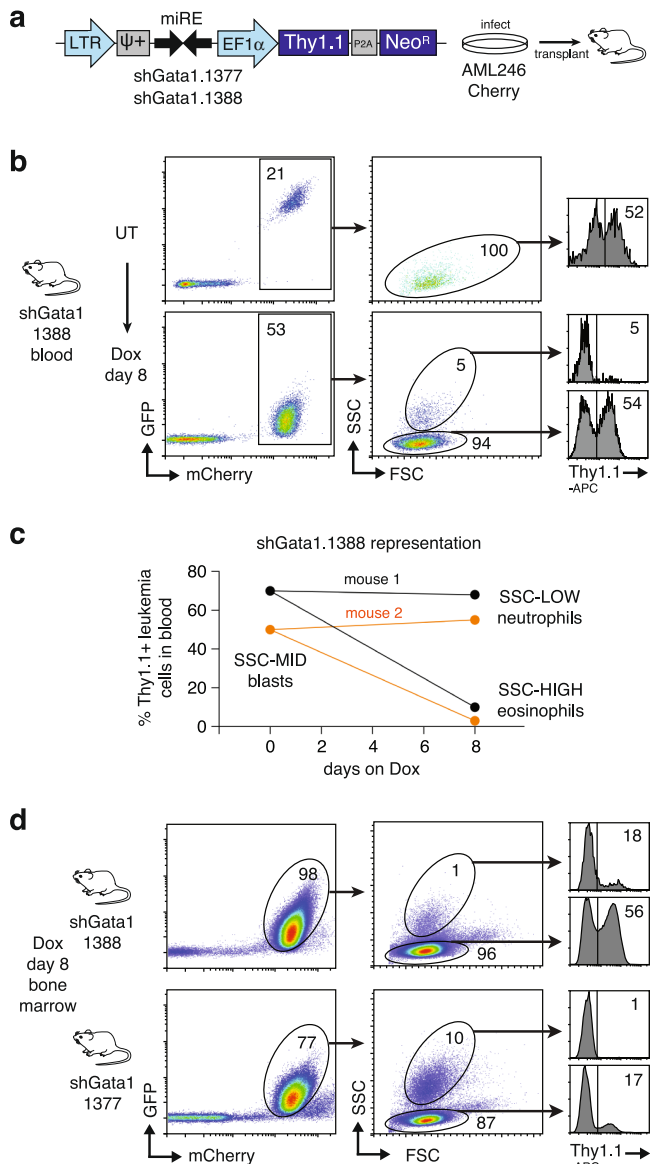 a
miRE
LTR Ψ+ EF1α Thy1.1 P2A Neoᴿ
shGata1.1377
shGata1.1388
infect
transplant
AML246
Cherry
b
UT
shGata1
1388
blood
Dox
day 8
21
100
52
53
5
94
5
54
GFP
mCherry
SSC
FSC
Thy1.1
-APC
c
shGata1.1388 representation
% Thy1.1+ leukemia
cells in blood
80
60
40
20
0
mouse 1
mouse 2
SSC-MID
blasts
SSC-LOW
neutrophils
SSC-HIGH
eosinophils
0 2 4 6 8
days on Dox
d
Dox
day 8
bone
marrow
shGata1
1388
98
1
96
18
56
shGata1
1377
77
10
87
1
17
GFP
mCherry
SSC
FSC
Thy1.1